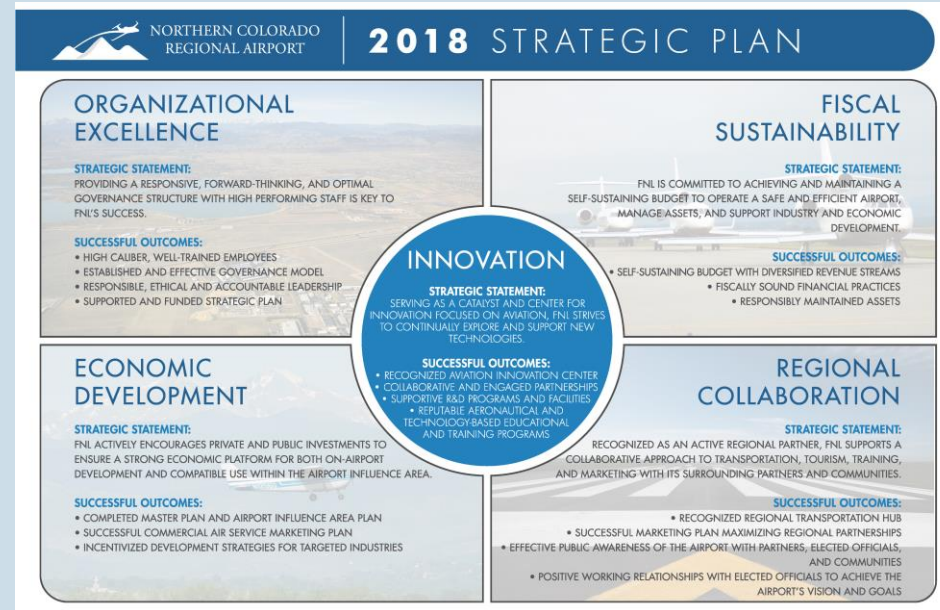 NORTHERN COLORADO
REGIONAL AIRPORT
2018 STRATEGIC PLAN
ORGANIZATIONAL
EXCELLENCE
STRATEGIC STATEMENT:
PROVIDING A RESPONSIVE, FORWARD-THINKING, AND OPTIMAL
GOVERNANCE STRUCTURE WITH HIGH PERFORMING STAFF IS KEY TO
FNL'S SUCCESS.
SUCCESSFUL OUTCOMES:
• HIGH CALIBER, WELL-TRAINED EMPLOYEES
• ESTABLISHED AND EFFECTIVE GOVERNANCE MODEL
• RESPONSIBLE, ETHICAL AND ACCOUNTABLE LEADERSHIP
• SUPPORTED AND FUNDED STRATEGIC PLAN
FISCAL
SUSTAINABILITY
STRATEGIC STATEMENT:
FNL IS COMMITTED TO ACHIEVING AND MAINTAINING A
SELF-SUSTAINING BUDGET TO OPERATE A SAFE AND EFFICIENT AIRPORT,
MANAGE ASSETS, AND SUPPORT INDUSTRY AND ECONOMIC
DEVELOPMENT.
SUCCESSFUL OUTCOMES:
• SELF-SUSTAINING BUDGET WITH DIVERSIFIED REVENUE STREAMS
• FISCALLY SOUND FINANCIAL PRACTICES
• RESPONSIBLY MAINTAINED ASSETS
INNOVATION
STRATEGIC STATEMENT:
SERVING AS A CATALYST AND CENTER FOR
INNOVATION FOCUSED ON AVIATION, FNL STRIVES
TO CONTINUALLY EXPLORE AND SUPPORT NEW
TECHNOLOGIES.
SUCCESSFUL OUTCOMES:
• RECOGNIZED AVIATION INNOVATION CENTER
• COLLABORATIVE AND ENGAGED PARTNERSHIPS
• SUPPORTIVE R&D PROGRAMS AND FACILITIES
• REPUTABLE AERONAUTICAL AND
TECHNOLOGY-BASED EDUCATIONAL
AND TRAINING PROGRAMS
ECONOMIC
DEVELOPMENT
STRATEGIC STATEMENT:
FNL ACTIVELY ENCOURAGES PRIVATE AND PUBLIC INVESTMENTS TO
ENSURE A STRONG ECONOMIC PLATFORM FOR BOTH ON-AIRPORT
DEVELOPMENT AND COMPATIBLE USE WITHIN THE AIRPORT INFLUENCE AREA.
SUCCESSFUL OUTCOMES:
• COMPLETED MASTER PLAN AND AIRPORT INFLUENCE AREA PLAN
• SUCCESSFUL COMMERCIAL AIR SERVICE MARKETING PLAN
• INCENTIVIZED DEVELOPMENT STRATEGIES FOR TARGETED INDUSTRIES
REGIONAL
COLLABORATION
STRATEGIC STATEMENT:
RECOGNIZED AS AN ACTIVE REGIONAL PARTNER, FNL SUPPORTS A
COLLABORATIVE APPROACH TO TRANSPORTATION, TOURISM, TRAINING,
AND MARKETING WITH ITS SURROUNDING PARTNERS AND COMMUNITIES.
SUCCESSFUL OUTCOMES:
• RECOGNIZED REGIONAL TRANSPORTATION HUB
• SUCCESSFUL MARKETING PLAN MAXIMIZING REGIONAL PARTNERSHIPS
• EFFECTIVE PUBLIC AWARENESS OF THE AIRPORT WITH PARTNERS, ELECTED OFFICIALS,
AND COMMUNITIES
• POSITIVE WORKING RELATIONSHIPS WITH ELECTED OFFICIALS TO ACHIEVE THE
AIRPORT'S VISION AND GOALS